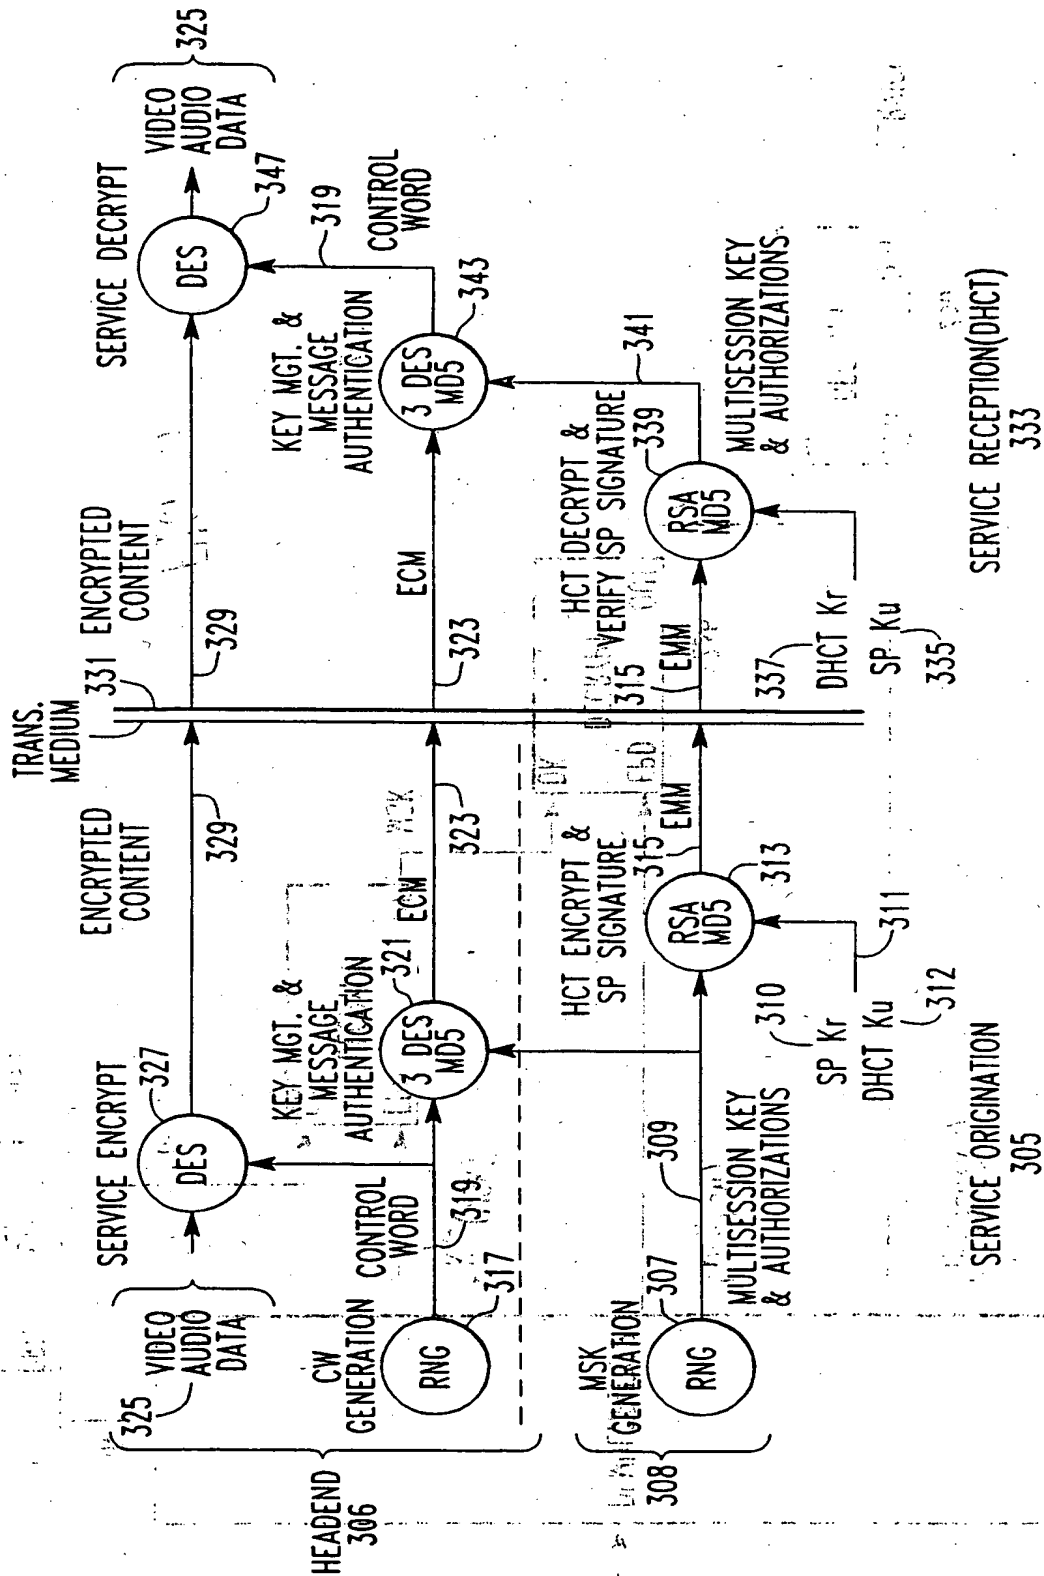 TRANS.
MEDIUM
331
ENCRYPTED
CONTENT
ENCRYPTED
CONTENT
SERVICE ENCRYPT
327
DES
329
329
SERVICE DECRYPT
DES
347
VIDEO
AUDIO
DATA
325
VIDEO
AUDIO
DATA
325
HEADEND
306
CW
GENERATION
RNG
317
CONTROL
WORD
319
KEY MGT. &
MESSAGE
AUTHENTICATION
321
3 DES
MD5
ECM
323
ECM
323
KEY MGT. &
MESSAGE
AUTHENTICATION
3 DES
MD5
343
319
CONTROL
WORD
308
MSK
GENERATION
307
RNG
309
MULTISESSION KEY
& AUTHORIZATIONS
HCT ENCRYPT &
SP SIGNATURE
RSA
MD5
313
315
EMM
310
SP Kr
DHCT Ku
312
311
315
EMM
HCT DECRYPT &
VERIFY SP SIGNATURE
339
RSA
MD5
341
MULTISESSION KEY
& AUTHORIZATIONS
337
DHCT Kr
SP Ku
335
SERVICE ORIGINATION
305
SERVICE RECEPTION(DHCT)
333